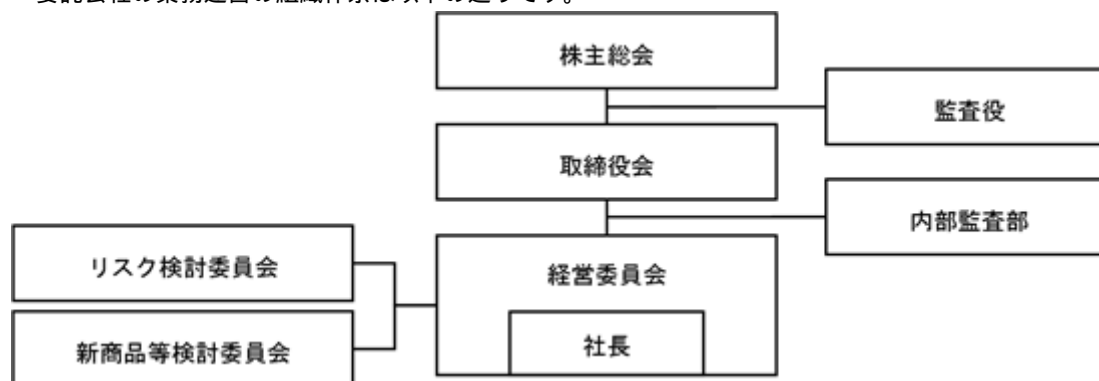 株主総会
監査役
取締役会
内部監査部
リスク検討委員会
経営委員会
新商品等検討委員会
社長